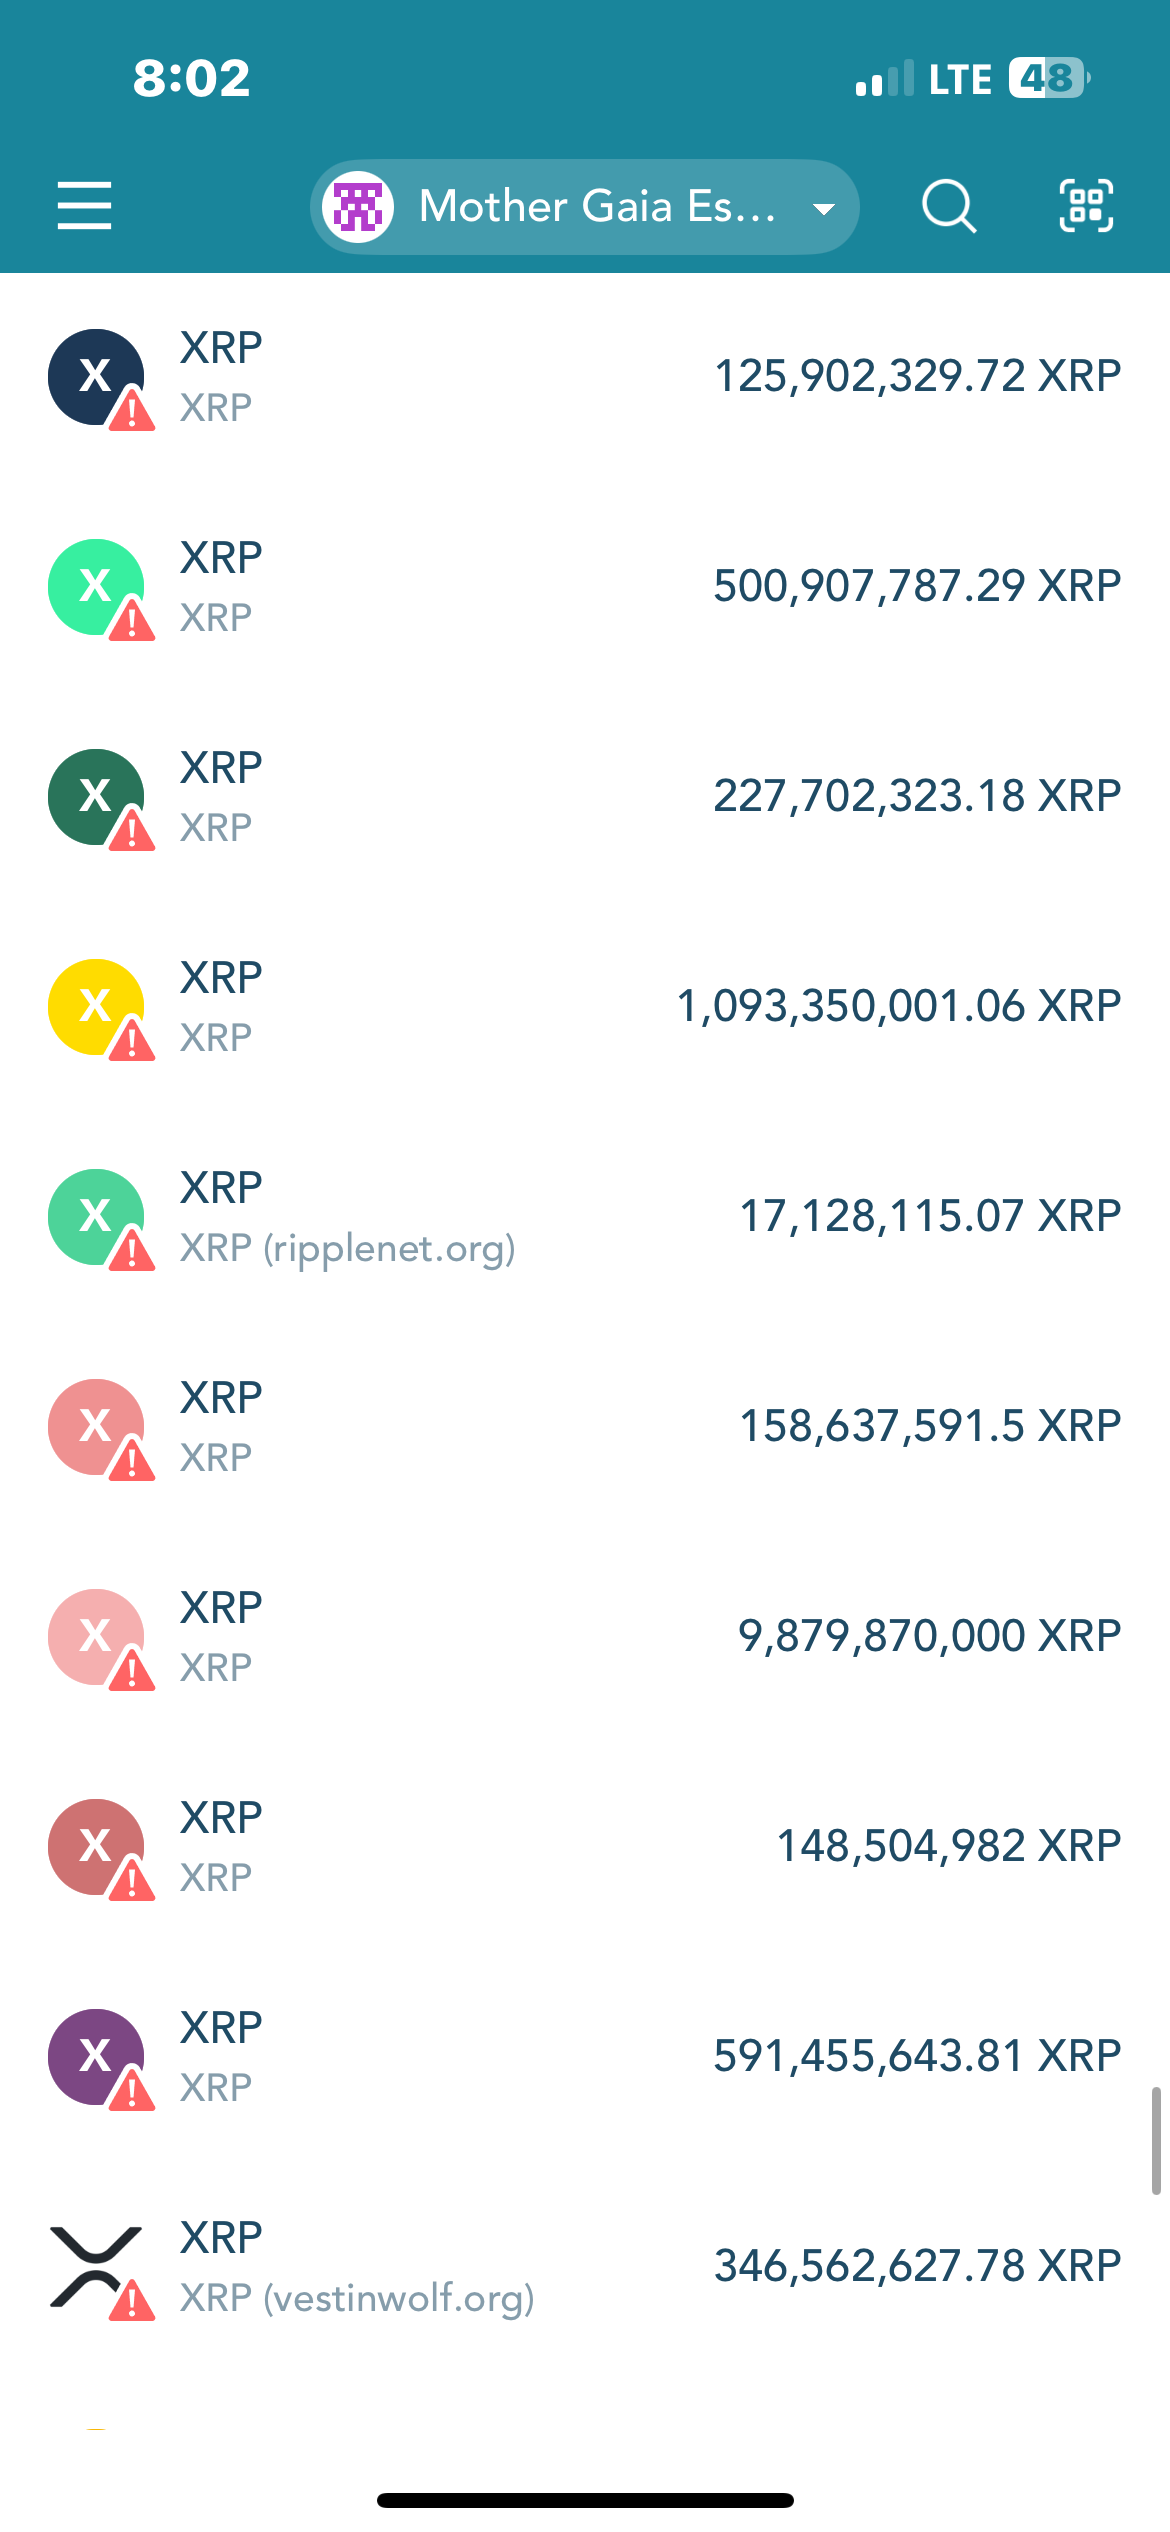 8:02 LTE 48
Mother Gaia Es...
X XRP 125,902,329.72 XRP
XRP
X XRP 500,907,787.29 XRP
XRP
X XRP 227,702,323.18 XRP
XRP
X XRP 1,093,350,001.06 XRP
XRP
X XRP 17,128,115.07 XRP
XRP (ripplenet.org)
X XRP 158,637,591.5 XRP
XRP
X XRP 9,879,870,000 XRP
XRP
X XRP 148,504,982 XRP
XRP
X XRP 591,455,643.81 XRP
XRP
XRP 346,562,627.78 XRP
XRP (vestinwolf.org)